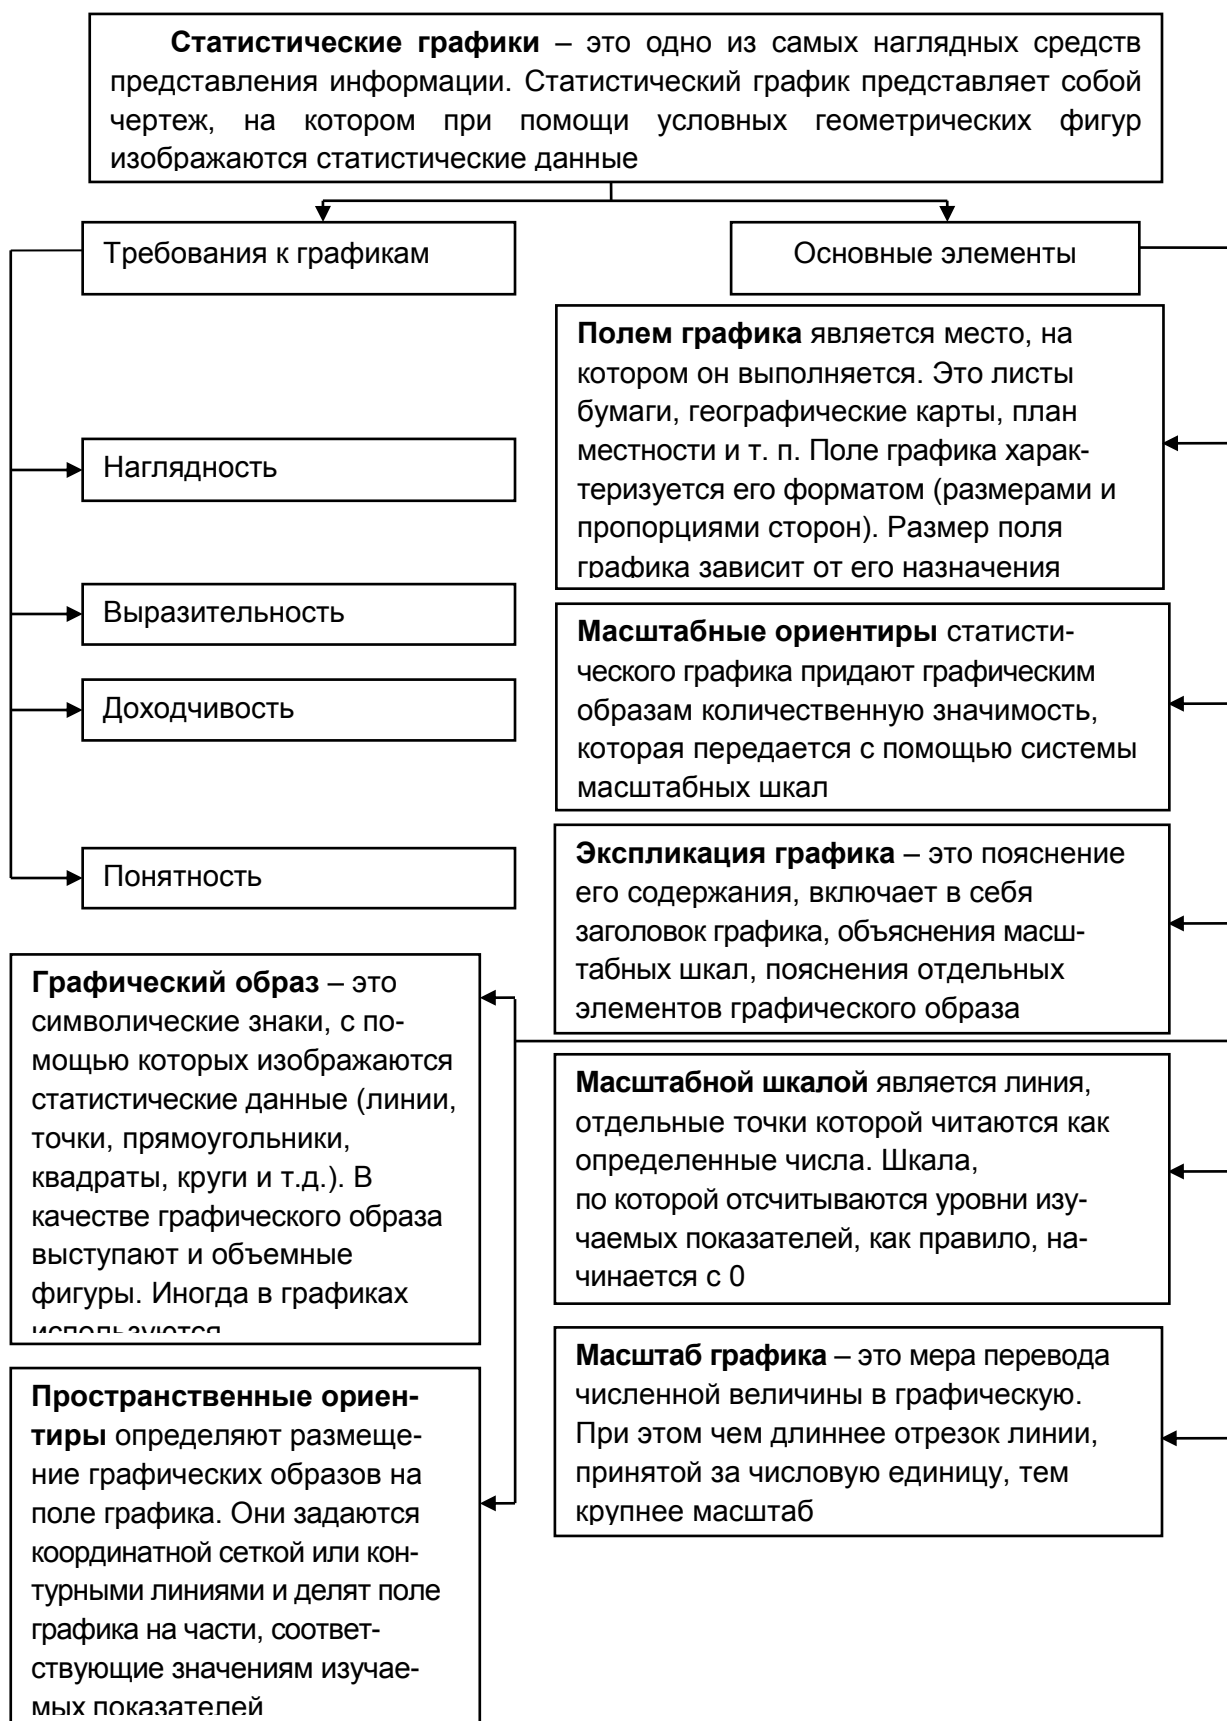 Статистические графики – это одно из самых наглядных средств
представления информации. Статистический график представляет собой
чертеж, на котором при помощи условных геометрических фигур
изображаются статистические данные
Требования к графикам
Основные элементы
Полем графика является место, на
котором он выполняется. Это листы
бумаги, географические карты, план
местности и т. п. Поле графика харак-
теризуется его форматом (размерами и
пропорциями сторон). Размер поля
графика зависит от его назначения
Наглядность
Выразительность
Доходчивость
Понятность
Масштабные ориентиры статисти-
ческого графика придают графическим
образам количественную значимость,
которая передается с помощью системы
масштабных шкал
Экспликация графика – это пояснение
его содержания, включает в себя
заголовок графика, объяснения масш-
табных шкал, пояснения отдельных
элементов графического образа
Графический образ – это
символические знаки, с по-
мощью которых изображаются
статистические данные (линии,
точки, прямоугольники,
квадраты, круги и т.д.). В
качестве графического образа
выступают и объемные
фигуры. Иногда в графиках
используются
Масштабной шкалой является линия,
отдельные точки которой читаются как
определенные числа. Шкала,
по которой отсчитываются уровни изу-
чаемых показателей, как правило, на-
чинается с 0
Масштаб графика – это мера перевода
численной величины в графическую.
При этом чем длиннее отрезок линии,
принятой за числовую единицу, тем
крупнее масштаб
Пространственные ориен-
тиры определяют размеще-
ние графических образов на
поле графика. Они задаются
координатной сеткой или кон-
турными линиями и делят поле
графика на части, соответ-
ствующие значениям изучае-
мых показателей